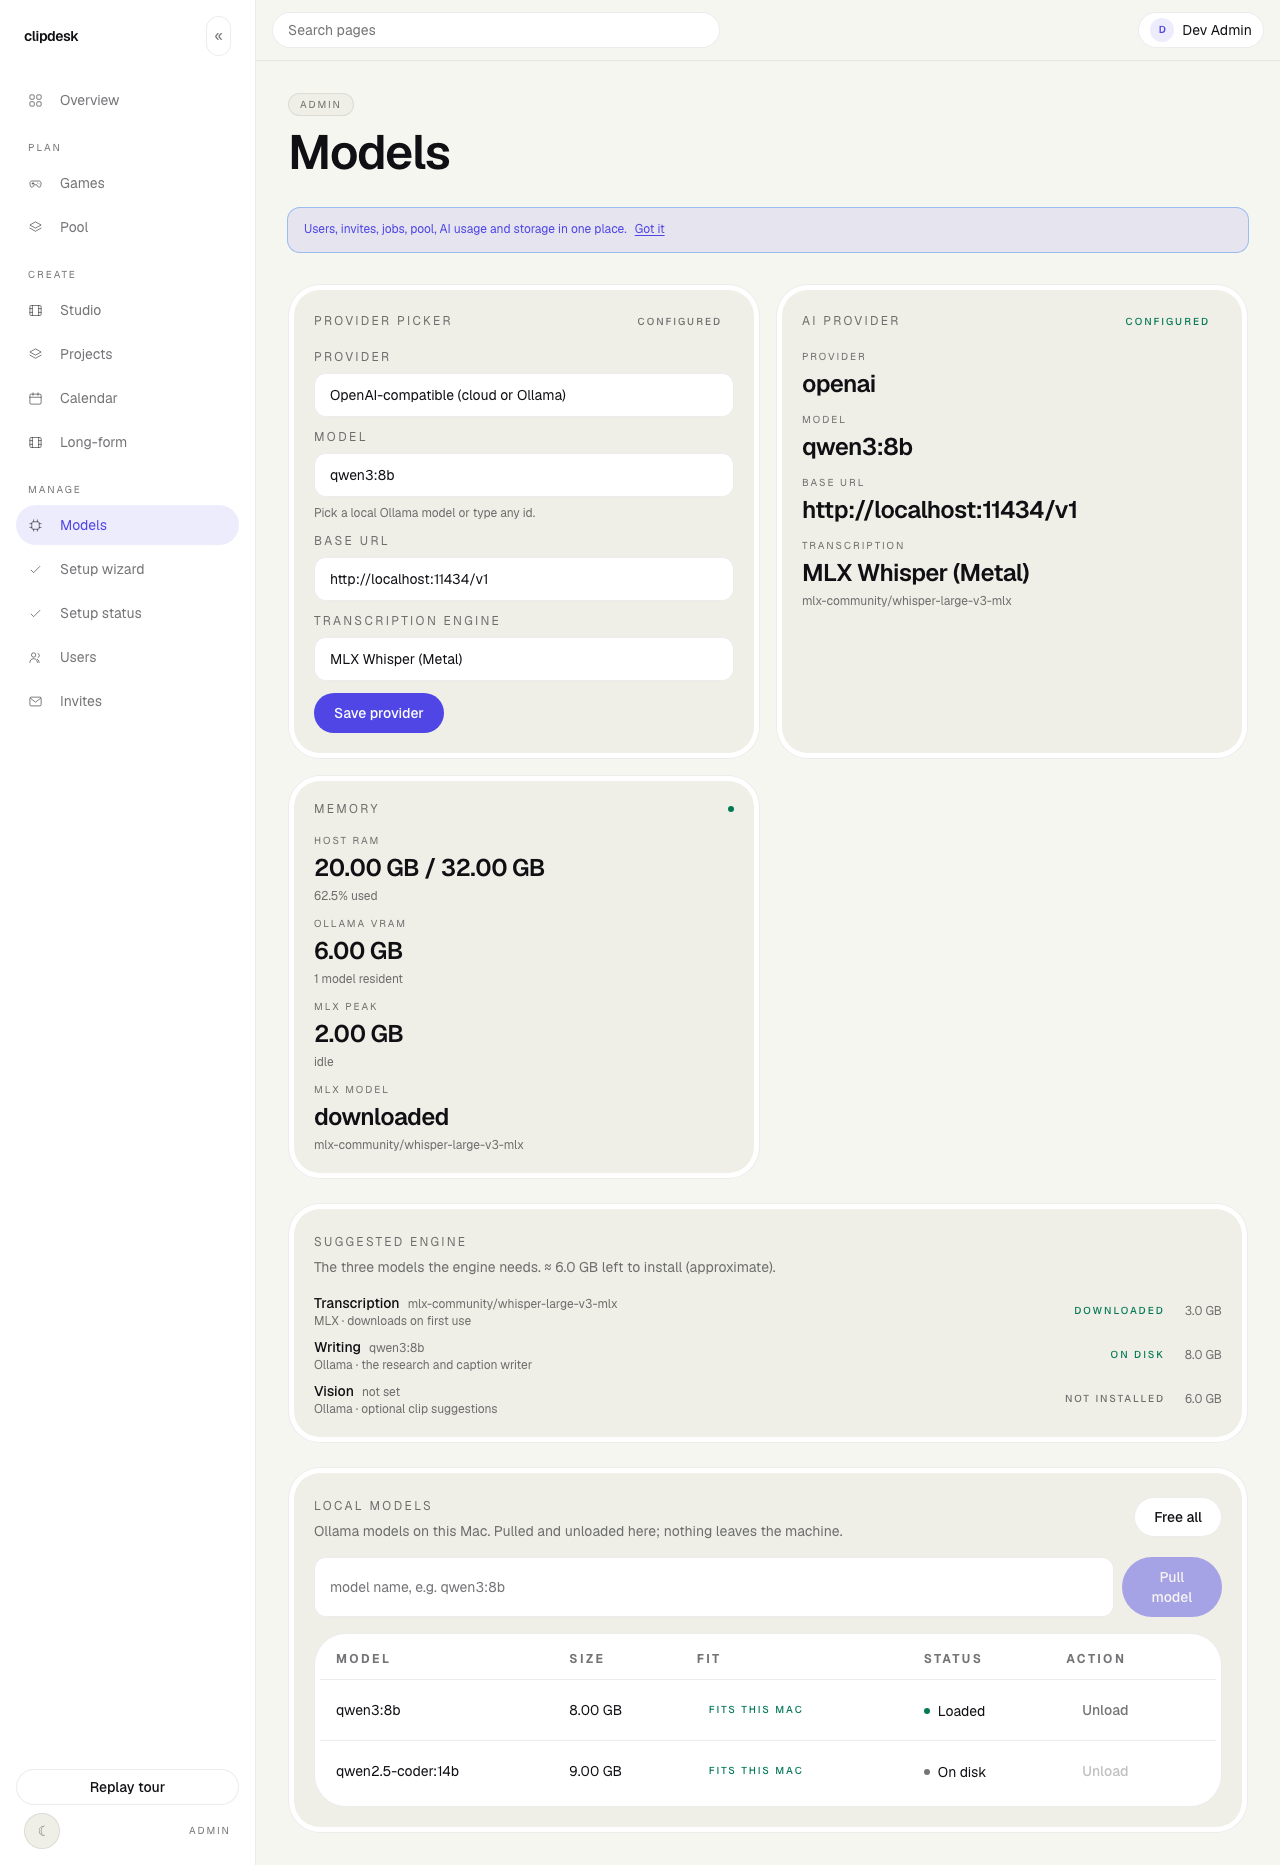 clipdesk
«
Overview
PLAN
Games
Pool
CREATE
Studio
Projects
Calendar
Long-form
MANAGE
Models
Setup wizard
Setup status
Users
Invites
Replay tour
ADMIN
Search pages
D Dev Admin
ADMIN
Models
Users, invites, jobs, pool, AI usage and storage in one place. Got it
PROVIDER PICKER CONFIGURED
PROVIDER
OpenAI-compatible (cloud or Ollama)
MODEL
qwen3:8b
Pick a local Ollama model or type any id.
BASE URL
http://localhost:11434/v1
TRANSCRIPTION ENGINE
MLX Whisper (Metal)
Save provider
AI PROVIDER CONFIGURED
PROVIDER
openai
MODEL
qwen3:8b
BASE URL
http://localhost:11434/v1
TRANSCRIPTION
MLX Whisper (Metal)
mlx-community/whisper-large-v3-mlx
MEMORY
HOST RAM
20.00 GB / 32.00 GB
62.5% used
OLLAMA VRAM
6.00 GB
1 model resident
MLX PEAK
2.00 GB
idle
MLX MODEL
downloaded
mlx-community/whisper-large-v3-mlx
SUGGESTED ENGINE
The three models the engine needs. ≈ 6.0 GB left to install (approximate).
Transcription mlx-community/whisper-large-v3-mlx
MLX · downloads on first use
DOWNLOADED 3.0 GB
Writing qwen3:8b
Ollama · the research and caption writer
ON DISK 8.0 GB
Vision not set
Ollama · optional clip suggestions
NOT INSTALLED 6.0 GB
LOCAL MODELS
Ollama models on this Mac. Pulled and unloaded here; nothing leaves the machine.
Free all
model name, e.g. qwen3:8b
Pull
model
MODEL SIZE FIT STATUS ACTION
qwen3:8b 8.00 GB FITS THIS MAC Loaded Unload
qwen2.5-coder:14b 9.00 GB FITS THIS MAC On disk Unload